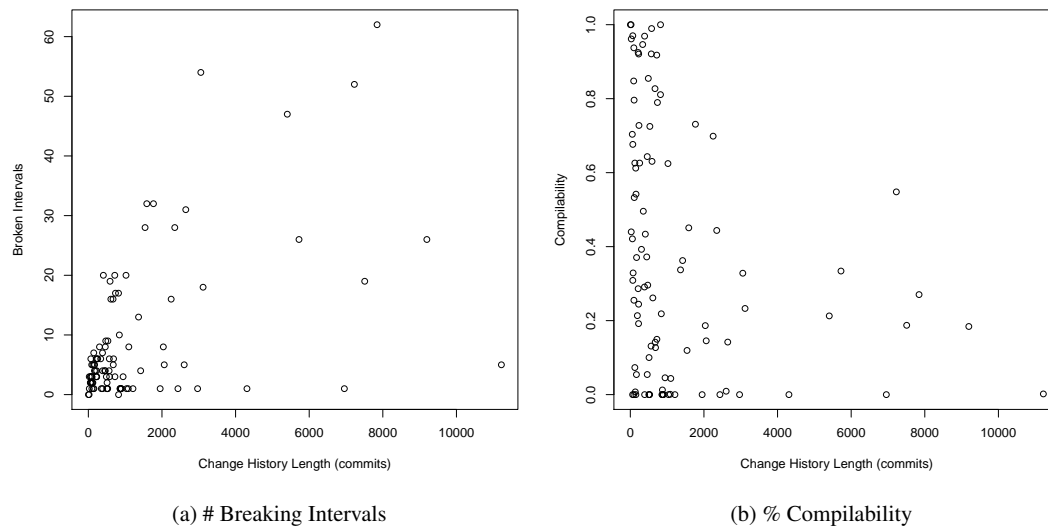 60
50
40
30
20
10
0
Broken Intervals
0 2000 4000 6000 8000 10000
Change History Length (commits)
(a) # Breaking Intervals
1.0
0.8
0.6
0.4
0.2
0.0
Compilability
0 2000 4000 6000 8000 10000
Change History Length (commits)
(b) % Compilability